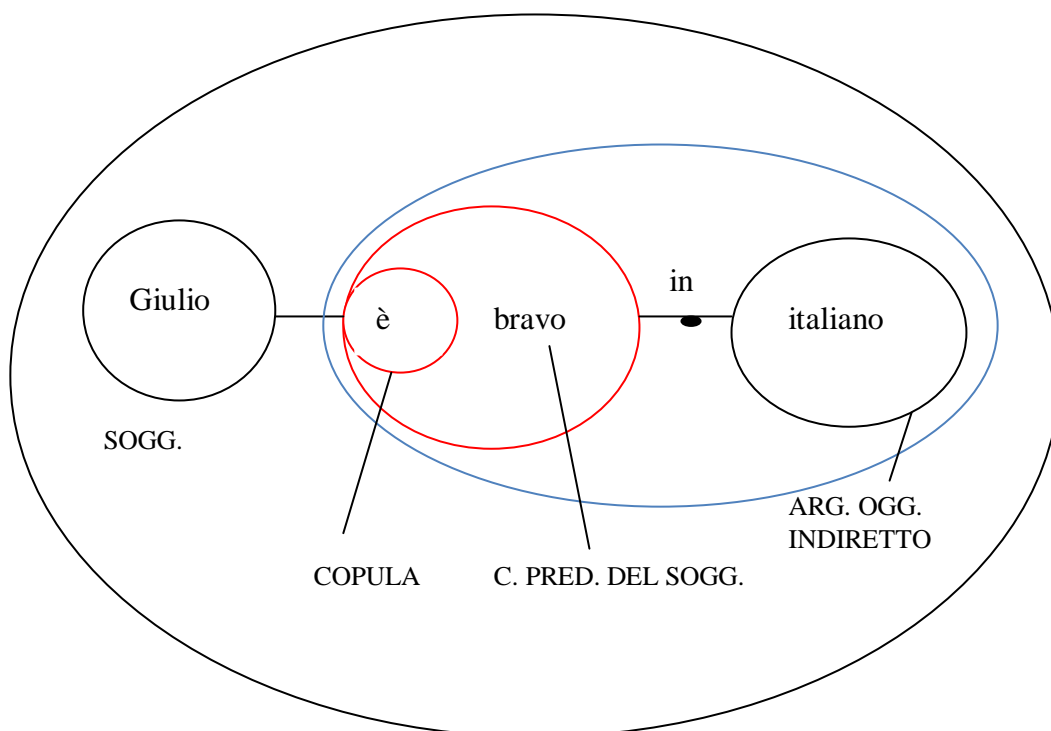 Giulio
è
bravo
in
italiano
SOGG.
COPULA
C. PRED. DEL SOGG.
ARG. OGG.
INDIRETTO